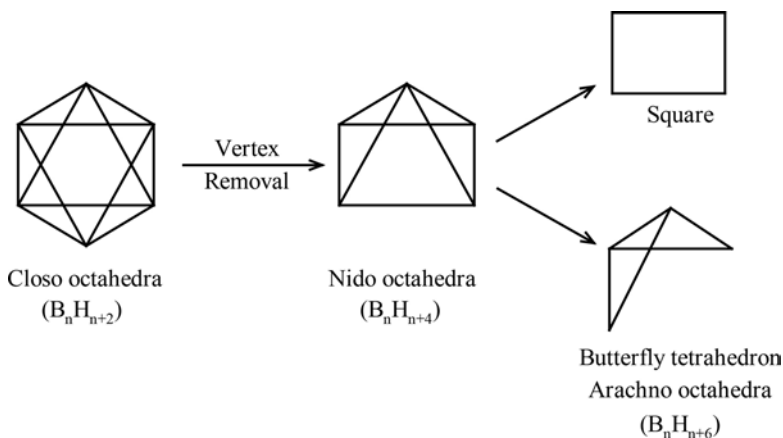 Square
Vertex
Removal
Closo octahedra
(BₙHₙ₊₂)
Nido octahedra
(BₙHₙ₊₄)
Butterfly tetrahedron
Arachno octahedra
(BₙHₙ₊₆)